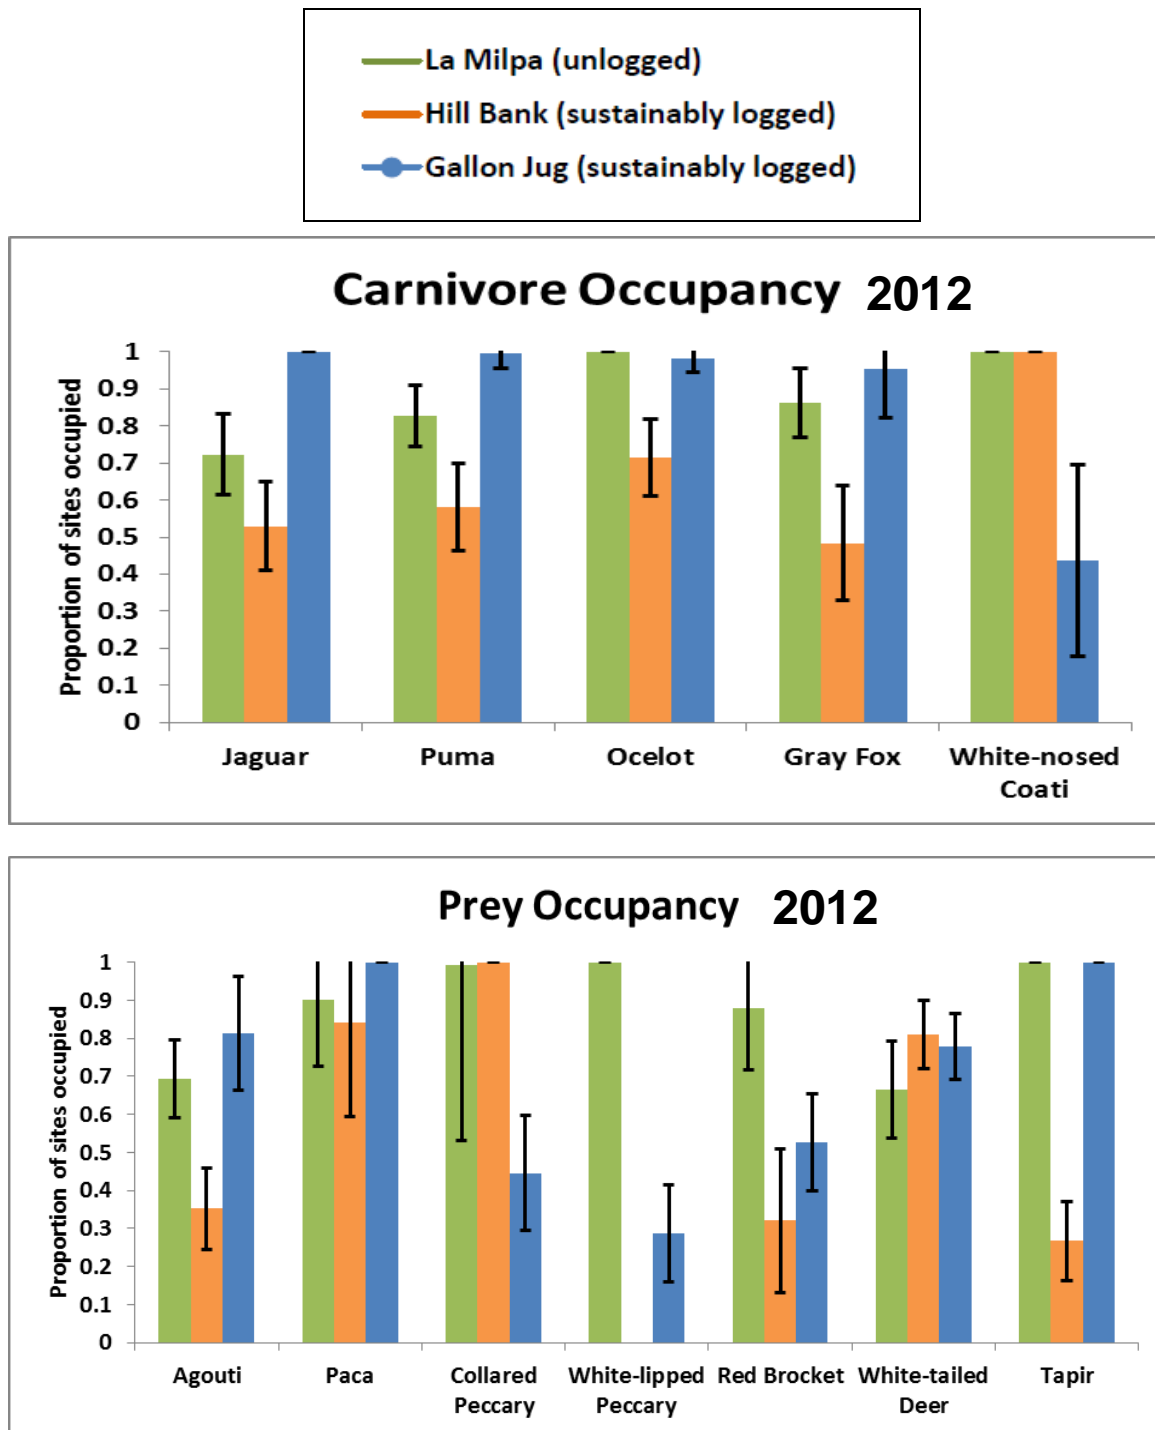 La Milpa (unlogged)
Hill Bank (sustainably logged)
Gallon Jug (sustainably logged)
Carnivore Occupancy 2012
Proportion of sites occupied
1
0.9
0.8
0.7
0.6
0.5
0.4
0.3
0.2
0.1
0
Jaguar Puma Ocelot Gray Fox White-nosed
Coati
Prey Occupancy 2012
Proportion of sites occupied
1
0.9
0.8
0.7
0.6
0.5
0.4
0.3
0.2
0.1
0
Agouti Paca Collared White-lipped Red Brocket White-tailed Tapir
Peccary Peccary Deer